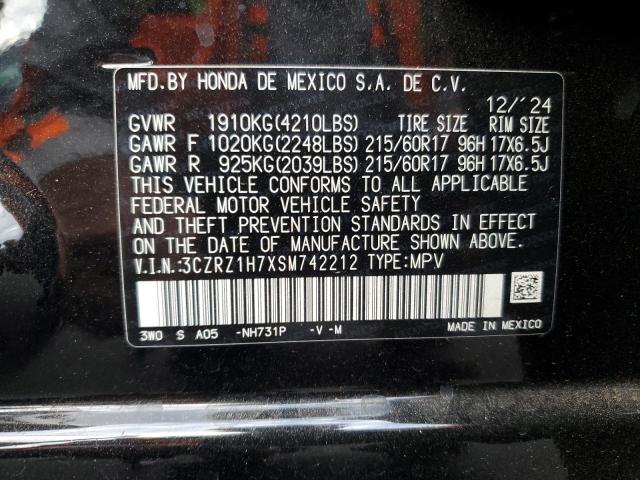 MFD.BY HONDA DE MEXICO S.A. DE C.V.
12/'24
GVWR 1910KG(4210LBS) TIRE SIZE RIM SIZE
GAWR F 1020KG(2248LBS) 215/60R17 96H 17X6.5J
GAWR R 925KG(2039LBS) 215/60R17 96H 17X6.5J
THIS VEHICLE CONFORMS TO ALL APPLICABLE
FEDERAL MOTOR VEHICLE SAFETY
AND THEFT PREVENTION STANDARDS IN EFFECT
ON THE DATE OF MANUFACTURE SHOWN ABOVE.
V.I.N.:3CZRZ1H7XSM742212 TYPE:MPV
3W0 S A05 -NH731P -V -M MADE IN MEXICO